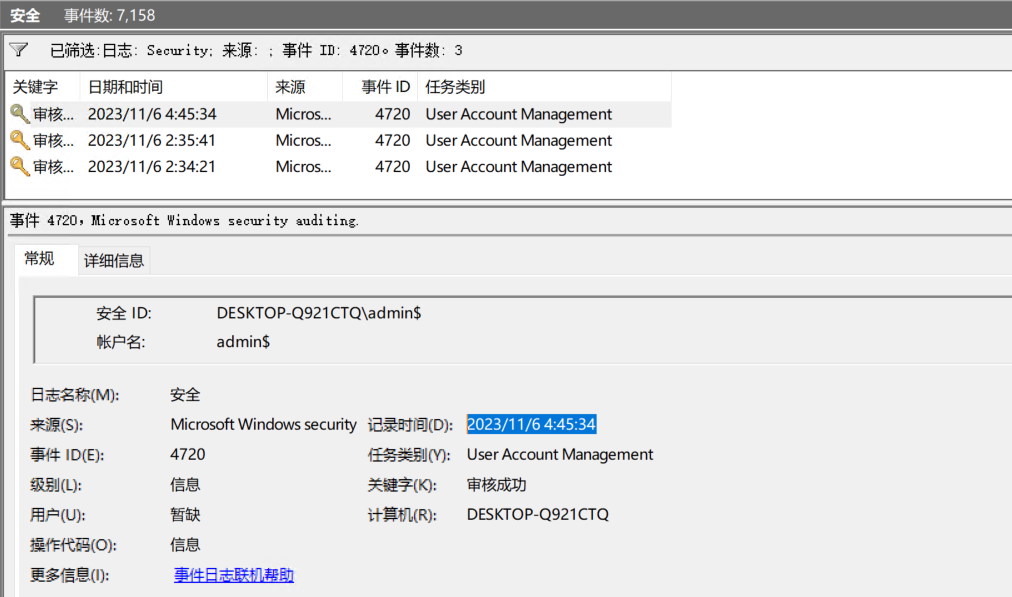 安全 事件数: 7,158
已筛选:日志: Security; 来源: ; 事件 ID: 4720。事件数: 3
关键字 日期和时间 来源 事件 ID 任务类别
审核... 2023/11/6 4:45:34 Micros... 4720 User Account Management
审核... 2023/11/6 2:35:41 Micros... 4720 User Account Management
审核... 2023/11/6 2:34:21 Micros... 4720 User Account Management
事件 4720，Microsoft Windows security auditing.
常规 详细信息
安全 ID: DESKTOP-Q921CTQ\admin$
帐户名: admin$
日志名称(M): 安全
来源(S): Microsoft Windows security 记录时间(D): 2023/11/6 4:45:34
事件 ID(E): 4720 任务类别(Y): User Account Management
级别(L): 信息 关键字(K): 审核成功
用户(U): 暂缺 计算机(R): DESKTOP-Q921CTQ
操作代码(O): 信息
更多信息(I): 事件日志联机帮助